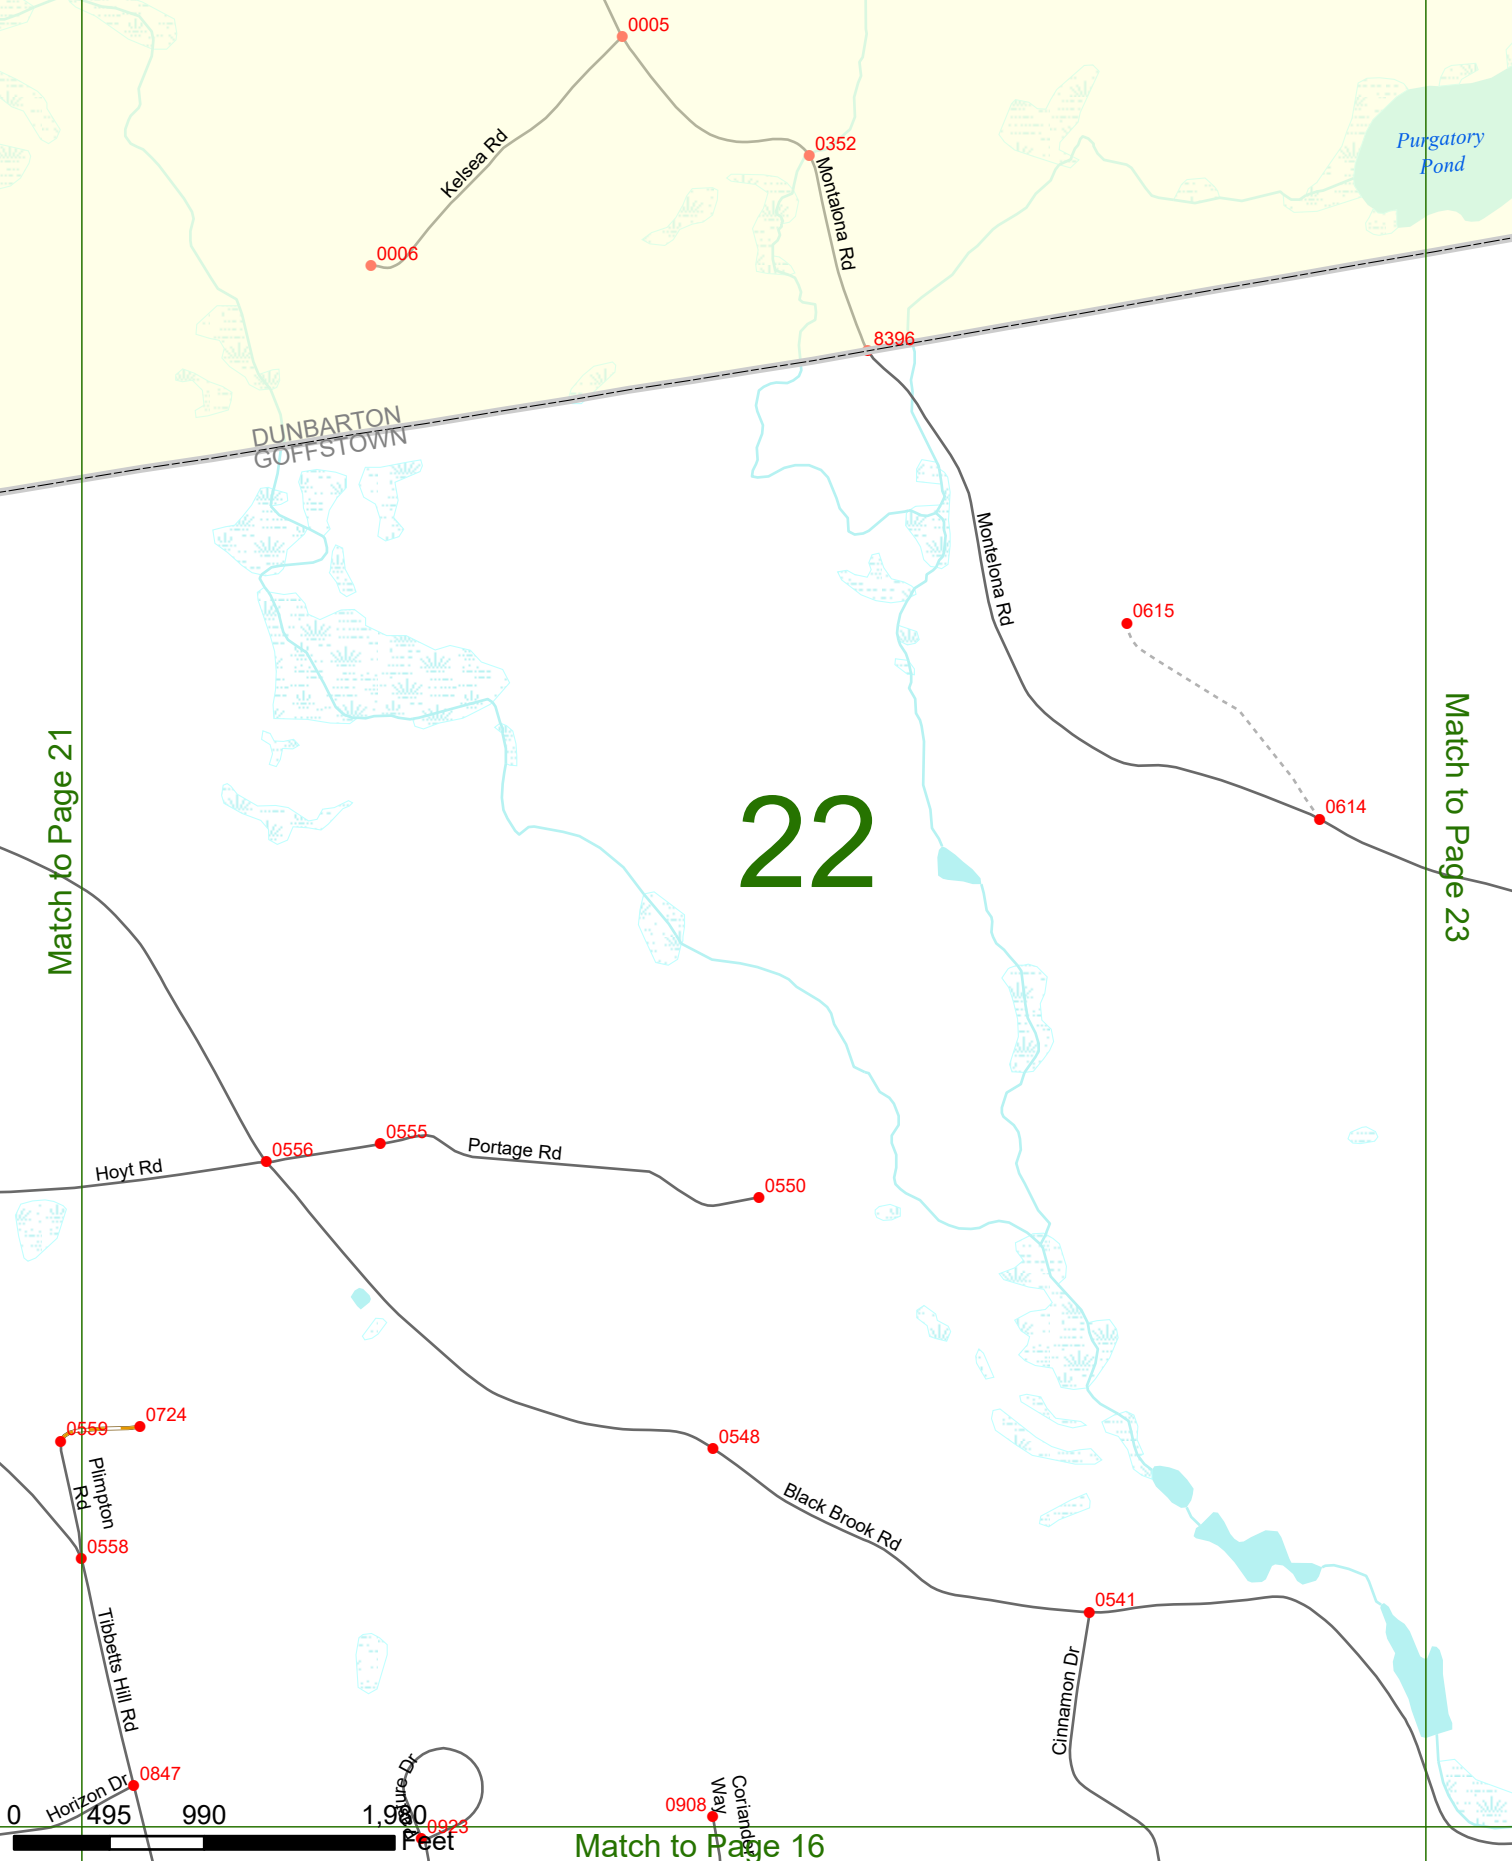 0005
0352
Purgatory
Pond
Kelsea Rd
Montalona Rd
0006
8396
DUNBARTON
GOFFSTOWN
Montelona Rd
0615
Match to Page 21
22
Match to Page 23
0614
0555
0556
Portage Rd
Hoyt Rd
0550
0724
0559
0548
Plimpton
Rd
Black Brook Rd
0558
0541
Tibbetts Hill Rd
Cinnamon Dr
0847
Horizon Dr
0908
Coriander
Way
0923
0 495 990 1,980
Feet
Match to Page 16